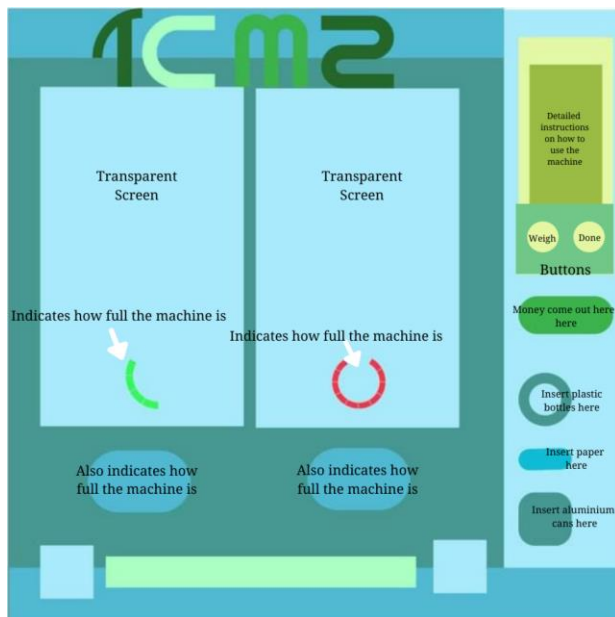 TCM2
Transparent
Screen
Transparent
Screen
Indicates how full the machine is
Indicates how full the machine is
Also indicates how
full the machine is
Also indicates how
full the machine is
Detailed
instructions
on how to
use the
machine
Weigh
Done
Buttons
Money come out here
here
Insert plastic
bottles here
Insert paper
here
Insert aluminium
cans here